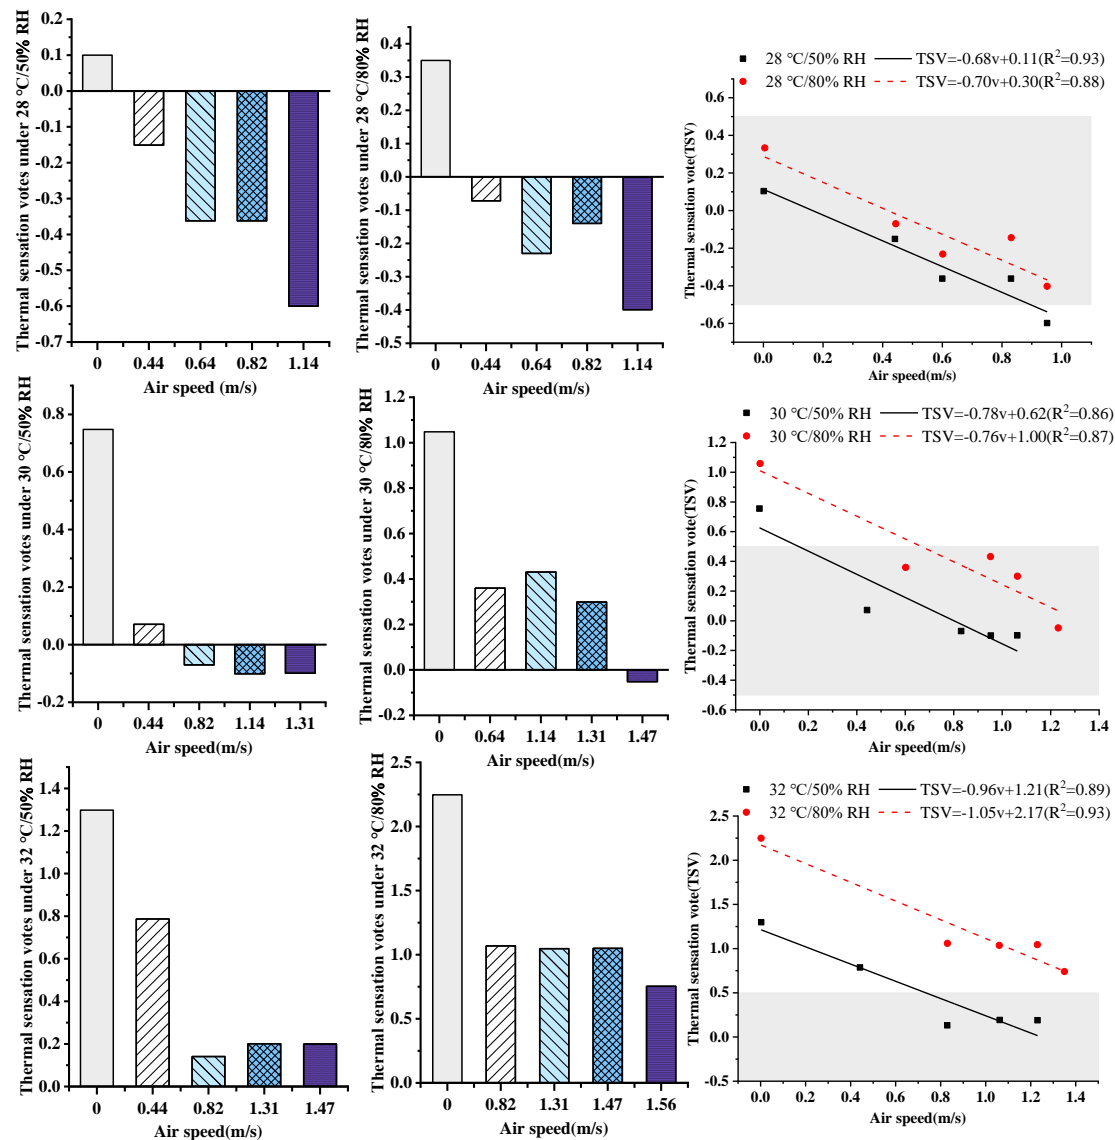 Thermal sensation votes under 28 °C/50% RH
0.2
0.1
0.0
-0.1
-0.2
-0.3
-0.4
-0.5
-0.6
-0.7
0 0.44 0.64 0.82 1.14
Air speed (m/s)
Thermal sensation votes under 28 °C/80% RH
0.4
0.3
0.2
0.1
0.0
-0.1
-0.2
-0.3
-0.4
-0.5
0 0.44 0.64 0.82 1.14
Air speed (m/s)
28 °C/50% RH TSV=-0.68v+0.11(R²=0.93)
28 °C/80% RH TSV=-0.70v+0.30(R²=0.88)
Thermal sensation vote(TSV)
0.6
0.4
0.2
0.0
-0.2
-0.4
-0.6
0.0 0.2 0.4 0.6 0.8 1.0
Air speed(m/s)
Thermal sensation votes under 30 °C/50% RH
0.8
0.6
0.4
0.2
0.0
-0.2
0 0.44 0.82 1.14 1.31
Air speed(m/s)
Thermal sensation votes under 30 °C/80% RH
1.2
1.0
0.8
0.6
0.4
0.2
0.0
-0.2
0 0.64 1.14 1.31 1.47
Air speed(m/s)
30 °C/50% RH TSV=-0.78v+0.62(R²=0.86)
30 °C/80% RH TSV=-0.76v+1.00(R²=0.87)
Thermal sensation vote(TSV)
1.2
1.0
0.8
0.6
0.4
0.2
0.0
-0.2
-0.4
-0.6
0.0 0.2 0.4 0.6 0.8 1.0 1.2 1.4
Air speed(m/s)
Thermal sensation votes under 32 °C/50% RH
1.4
1.2
1.0
0.8
0.6
0.4
0.2
0.0
0 0.44 0.82 1.31 1.47
Air speed(m/s)
Thermal sensation votes under 32 °C/80% RH
2.5
2.0
1.5
1.0
0.5
0.0
0 0.82 1.31 1.47 1.56
Air speed(m/s)
32 °C/50% RH TSV=-0.96v+1.21(R²=0.89)
32 °C/80% RH TSV=-1.05v+2.17(R²=0.93)
Thermal sensation vote(TSV)
2.5
2.0
1.5
1.0
0.5
0.0
-0.5
0.0 0.2 0.4 0.6 0.8 1.0 1.2 1.4
Air speed(m/s)